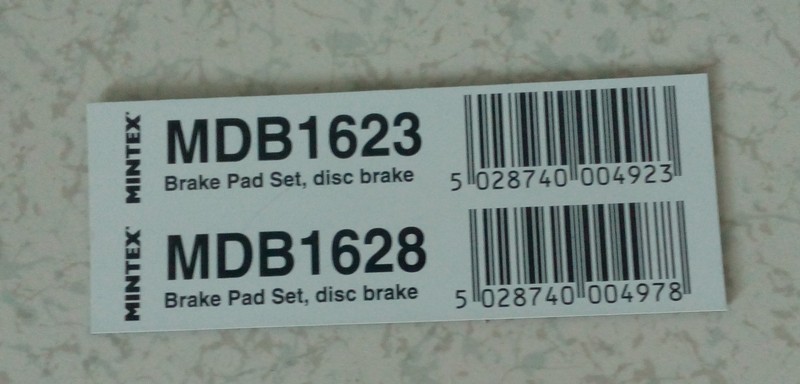 MINTEX
MDB1623
Brake Pad Set, disc brake
5 028740 004923
MINTEX
MDB1628
Brake Pad Set, disc brake
5 028740 004978